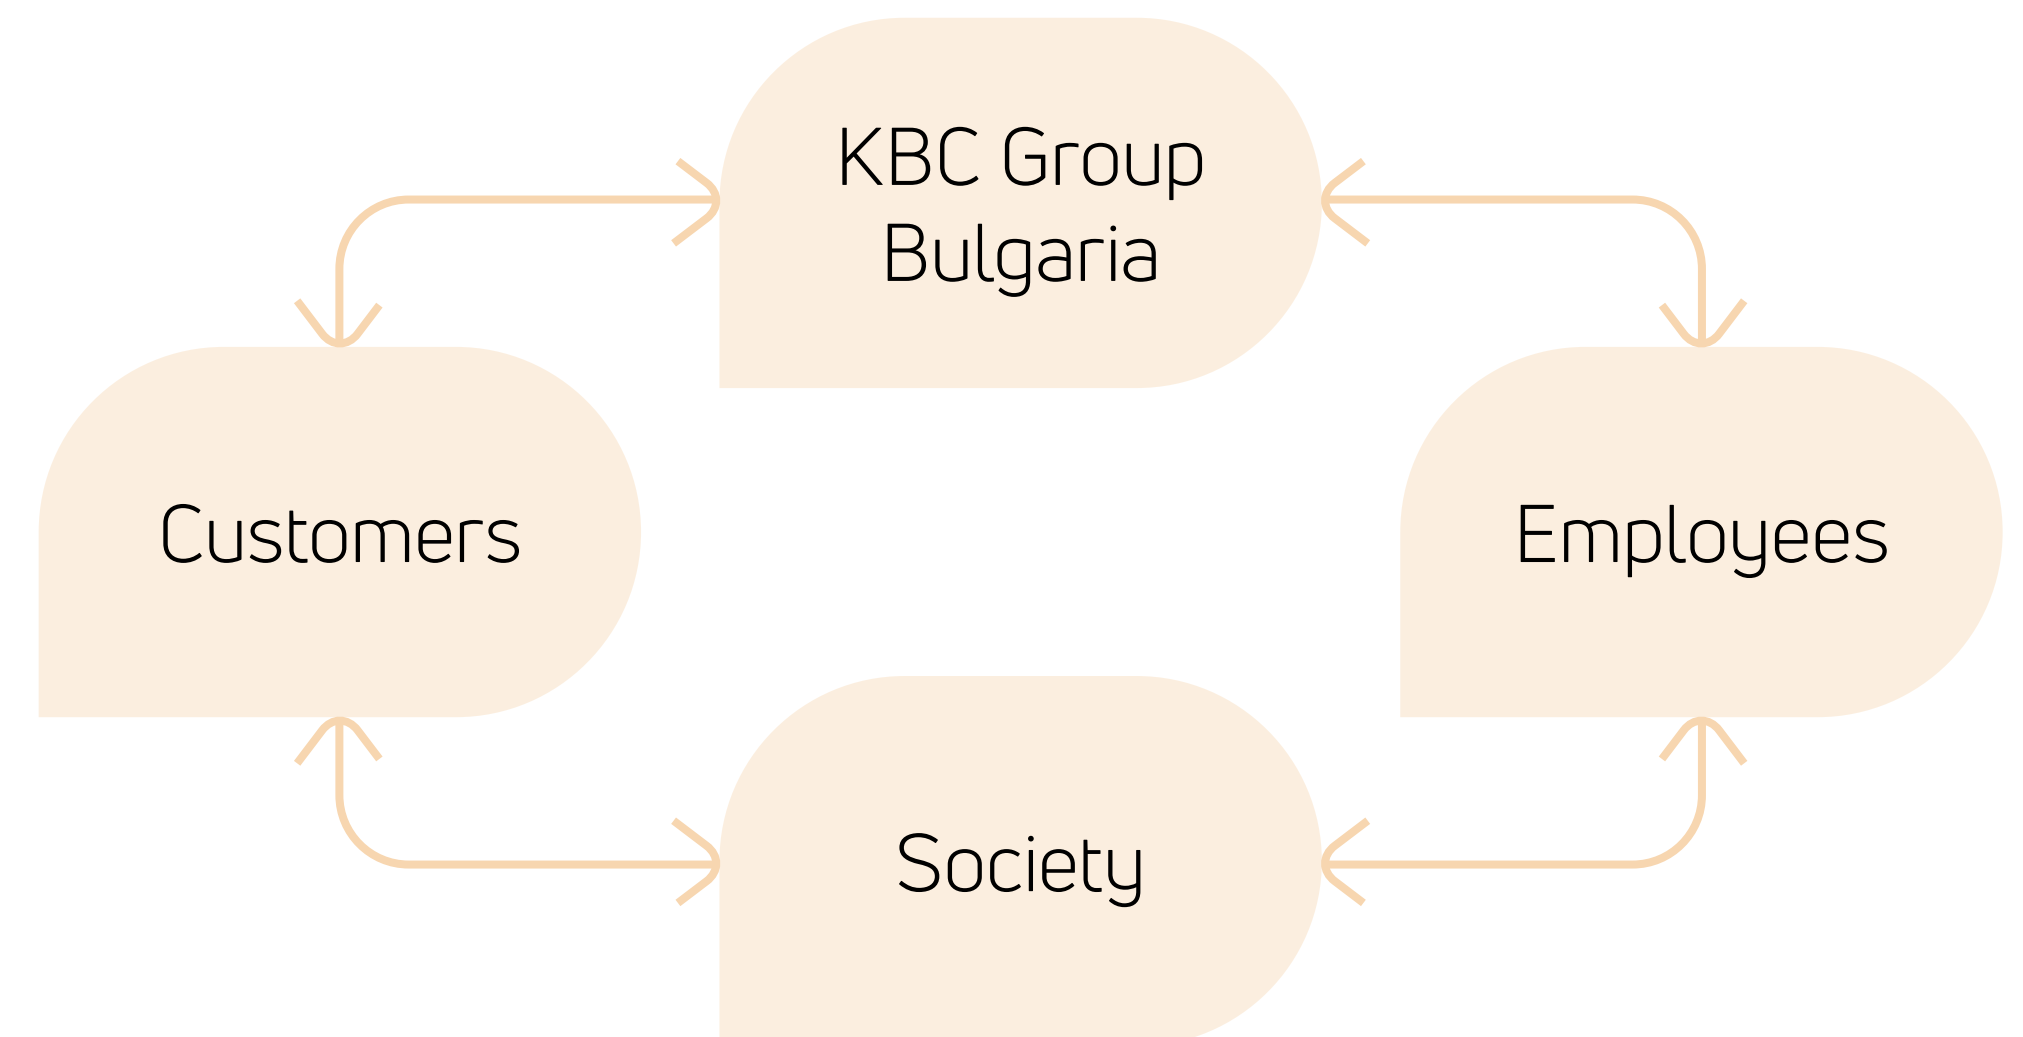 KBC Group
Bulgaria
Customers
Employees
Society